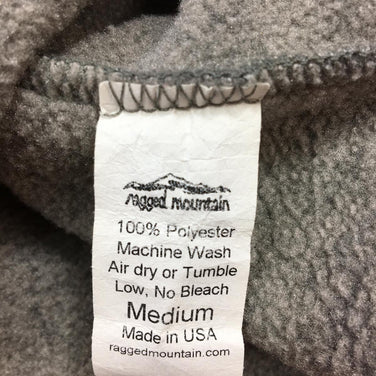 ragged mountain
100% Polyester
Machine Wash
Air dry or Tumble
Low, No Bleach
Medium
Made in USA
raggedmountain.com